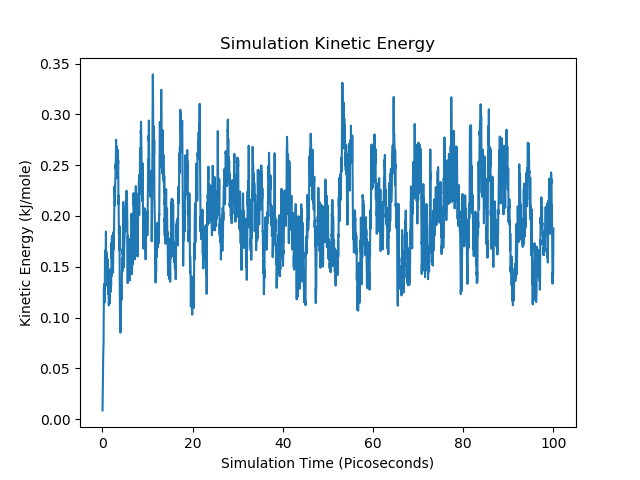 Simulation Kinetic Energy
Kinetic Energy (kJ/mole)
0.35
0.30
0.25
0.20
0.15
0.10
0.05
0.00
0 20 40 60 80 100
Simulation Time (Picoseconds)